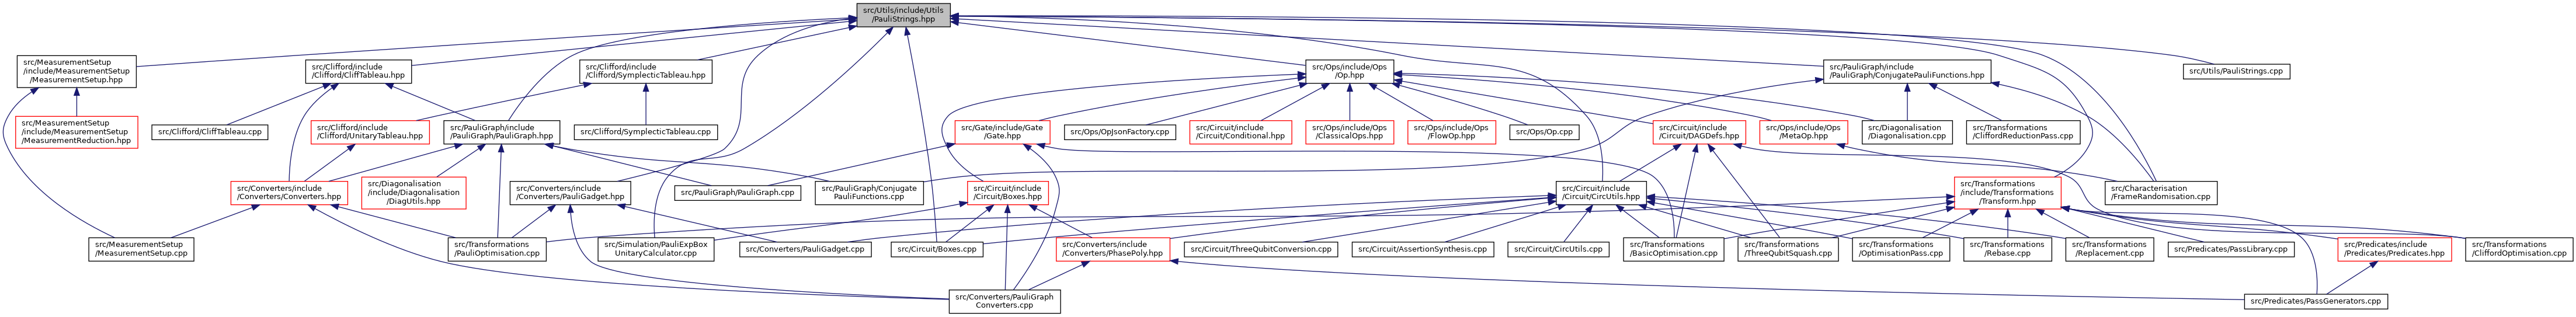 src/Utils/include/Utils
/PauliStrings.hpp
src/MeasurementSetup
/include/MeasurementSetup
/MeasurementSetup.hpp
src/Clifford/include
/Clifford/CliffTableau.hpp
src/Clifford/include
/Clifford/SymplecticTableau.hpp
src/Ops/include/Ops
/Op.hpp
src/PauliGraph/include
/PauliGraph/ConjugatePauliFunctions.hpp
src/Utils/PauliStrings.cpp
src/MeasurementSetup
/include/MeasurementSetup
/MeasurementReduction.hpp
src/Clifford/CliffTableau.cpp
src/Clifford/include
/Clifford/UnitaryTableau.hpp
src/PauliGraph/include
/PauliGraph/PauliGraph.hpp
src/Clifford/SymplecticTableau.cpp
src/Gate/include/Gate
/Gate.hpp
src/Ops/OpJsonFactory.cpp
src/Circuit/include
/Circuit/Conditional.hpp
src/Ops/include/Ops
/ClassicalOps.hpp
src/Ops/include/Ops
/FlowOp.hpp
src/Ops/Op.cpp
src/Circuit/include
/Circuit/DAGDefs.hpp
src/Ops/include/Ops
/MetaOp.hpp
src/Diagonalisation
/Diagonalisation.cpp
src/Transformations
/CliffordReductionPass.cpp
src/Converters/include
/Converters/Converters.hpp
src/Diagonalisation
/include/Diagonalisation
/DiagUtils.hpp
src/Converters/include
/Converters/PauliGadget.hpp
src/PauliGraph/PauliGraph.cpp
src/PauliGraph/Conjugate
PauliFunctions.cpp
src/Circuit/include
/Circuit/Boxes.hpp
src/Circuit/include
/Circuit/CircUtils.hpp
src/Transformations
/include/Transformations
/Transform.hpp
src/Characterisation
/FrameRandomisation.cpp
src/MeasurementSetup
/MeasurementSetup.cpp
src/Transformations
/PauliOptimisation.cpp
src/Simulation/PauliExpBox
UnitaryCalculator.cpp
src/Converters/PauliGadget.cpp
src/Circuit/Boxes.cpp
src/Converters/include
/Converters/PhasePoly.hpp
src/Circuit/ThreeQubitConversion.cpp
src/Circuit/AssertionSynthesis.cpp
src/Circuit/CircUtils.cpp
src/Transformations
/BasicOptimisation.cpp
src/Transformations
/ThreeQubitSquash.cpp
src/Transformations
/OptimisationPass.cpp
src/Transformations
/Rebase.cpp
src/Transformations
/Replacement.cpp
src/Predicates/PassLibrary.cpp
src/Predicates/include
/Predicates/Predicates.hpp
src/Transformations
/CliffordOptimisation.cpp
src/Converters/PauliGraph
Converters.cpp
src/Predicates/PassGenerators.cpp